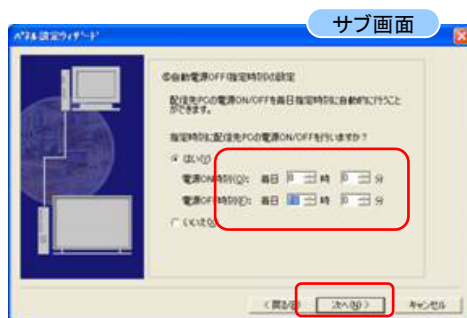 サブ画面
パネル設定ウィザード
⑥自動電源OFF(指定時刻)の設定
配信先PCの電源ON/OFFを毎日指定時刻に自動的に行うこと
ができます。
指定時刻に配信先PCの電源ON/OFFを行いますか?
はい(Y)
電源ON時刻(O): 毎日 0 時 0 分
電源OFF時刻(E): 毎日 時 0 分
いいえ(N)
< 戻る(B) 次へ(N) > キャンセル